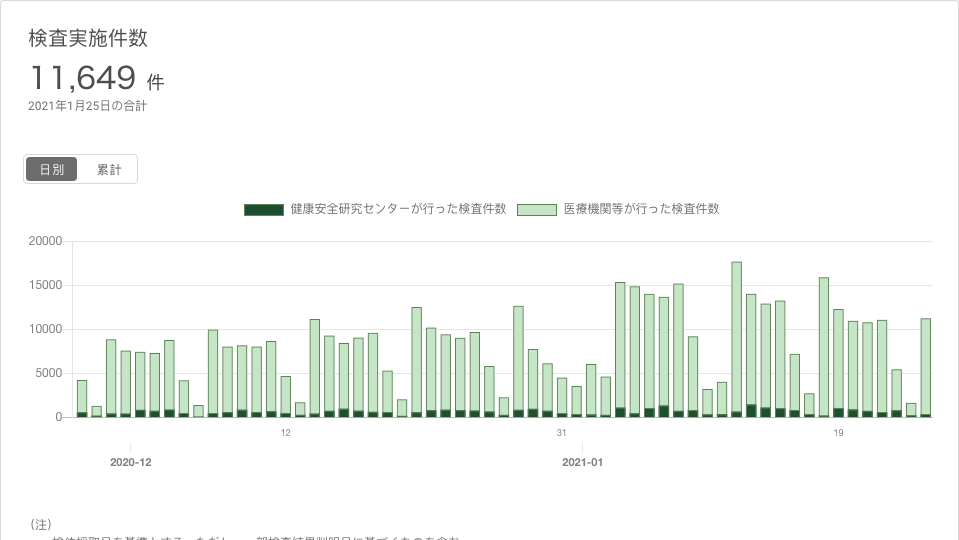 検査実施件数
11,649 件
2021年1月25日の合計
日別 累計
健康安全研究センターが行った検査件数 医療機関等が行った検査件数
20000
15000
10000
5000
0
12 31 19
2020-12 2021-01
（注）